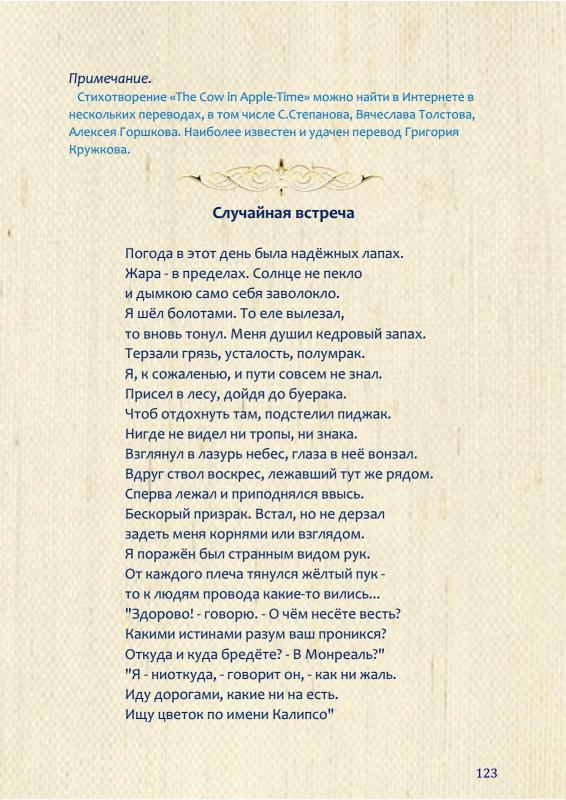 Примечание.
Стихотворение «The Cow in Apple-Time» можно найти в Интернете в
нескольких переводах, в том числе С.Степанова, Вячеслава Толстова,
Алексея Горшкова. Наиболее известен и удачен перевод Григория
Кружкова.
Случайная встреча
Погода в этот день была надёжных лапах.
Жара - в пределах. Солнце не пекло
и дымкою само себя заволокло.
Я шёл болотами. То еле вылезал,
то вновь тонул. Меня душил кедровый запах.
Терзали грязь, усталость, полумрак.
Я, к сожаленью, и пути совсем не знал.
Присел в лесу, дойдя до буерака.
Чтоб отдохнуть там, подстелил пиджак.
Нигде не видел ни тропы, ни знака.
Взглянул в лазурь небес, глаза в неё вонзал.
Вдруг ствол воскрес, лежавший тут же рядом.
Сперва лежал и приподнялся ввысь.
Бескорый призрак. Встал, но не дерзал
задеть меня корнями или взглядом.
Я поражён был странным видом рук.
От каждого плеча тянулся жёлтый пук -
то к людям провода какие-то вились...
"Здорово! - говорю. - О чём несёте весть?
Какими истинами разум ваш проникся?
Откуда и куда бредёте? - В Монреаль?"
"Я - ниоткуда, - говорит он, - как ни жаль.
Иду дорогами, какие ни на есть.
Ищу цветок по имени Калипсо"
123